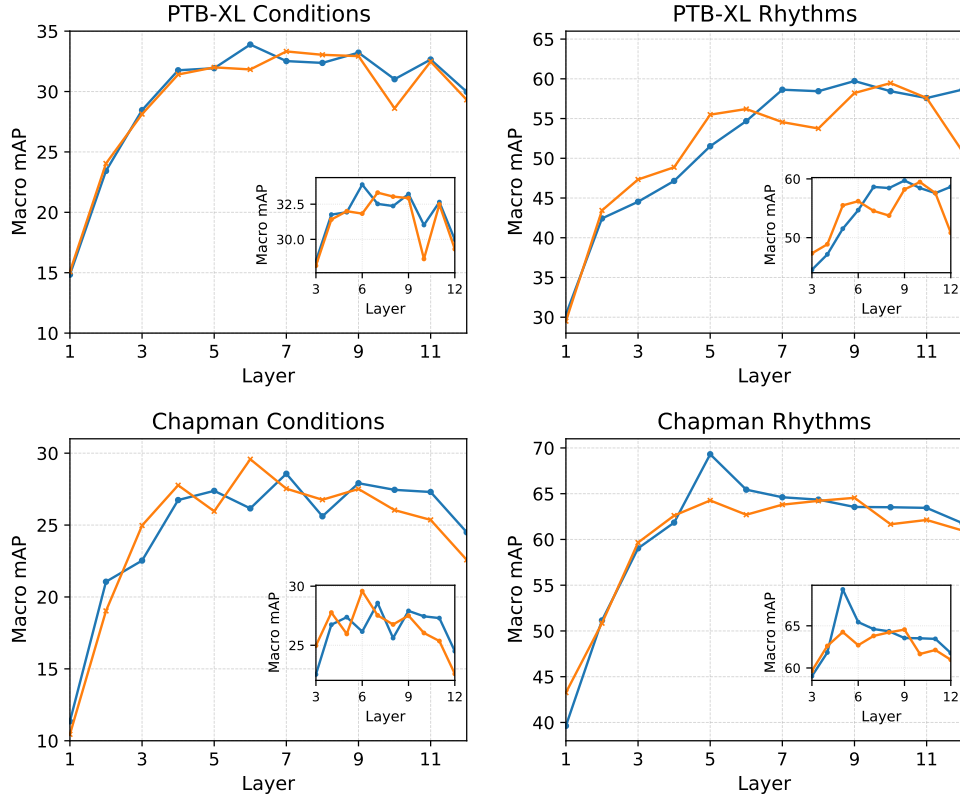 PTB-XL Conditions
35
30
25
20
15
10
Macro mAP
1 3 5 7 9 11
Layer
32.5
30.0
Macro mAP
3 6 9 12
Layer
PTB-XL Rhythms
65
60
55
50
45
40
35
30
Macro mAP
1 3 5 7 9 11
Layer
60
50
Macro mAP
3 6 9 12
Layer
Chapman Conditions
30
25
20
15
10
Macro mAP
1 3 5 7 9 11
Layer
30
25
Macro mAP
3 6 9 12
Layer
Chapman Rhythms
70
65
60
55
50
45
40
Macro mAP
1 3 5 7 9 11
Layer
65
60
Macro mAP
3 6 9 12
Layer